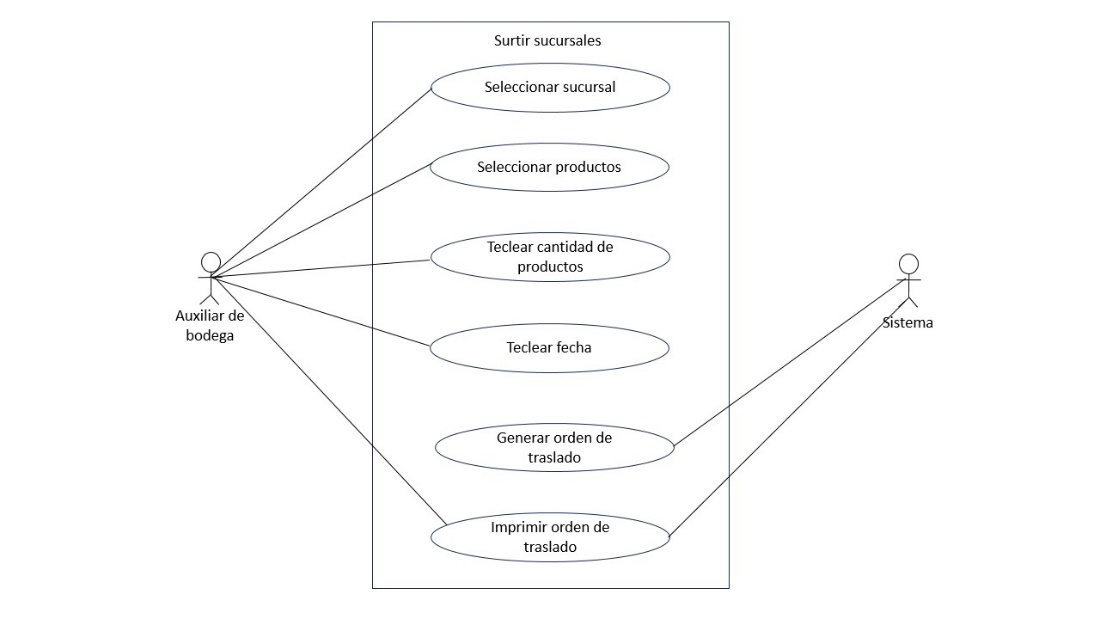 Surtir sucursales
Seleccionar sucursal
Seleccionar productos
Teclear cantidad de
productos
Auxiliar de
bodega
Sistema
Teclear fecha
Generar orden de
traslado
Imprimir orden de
traslado